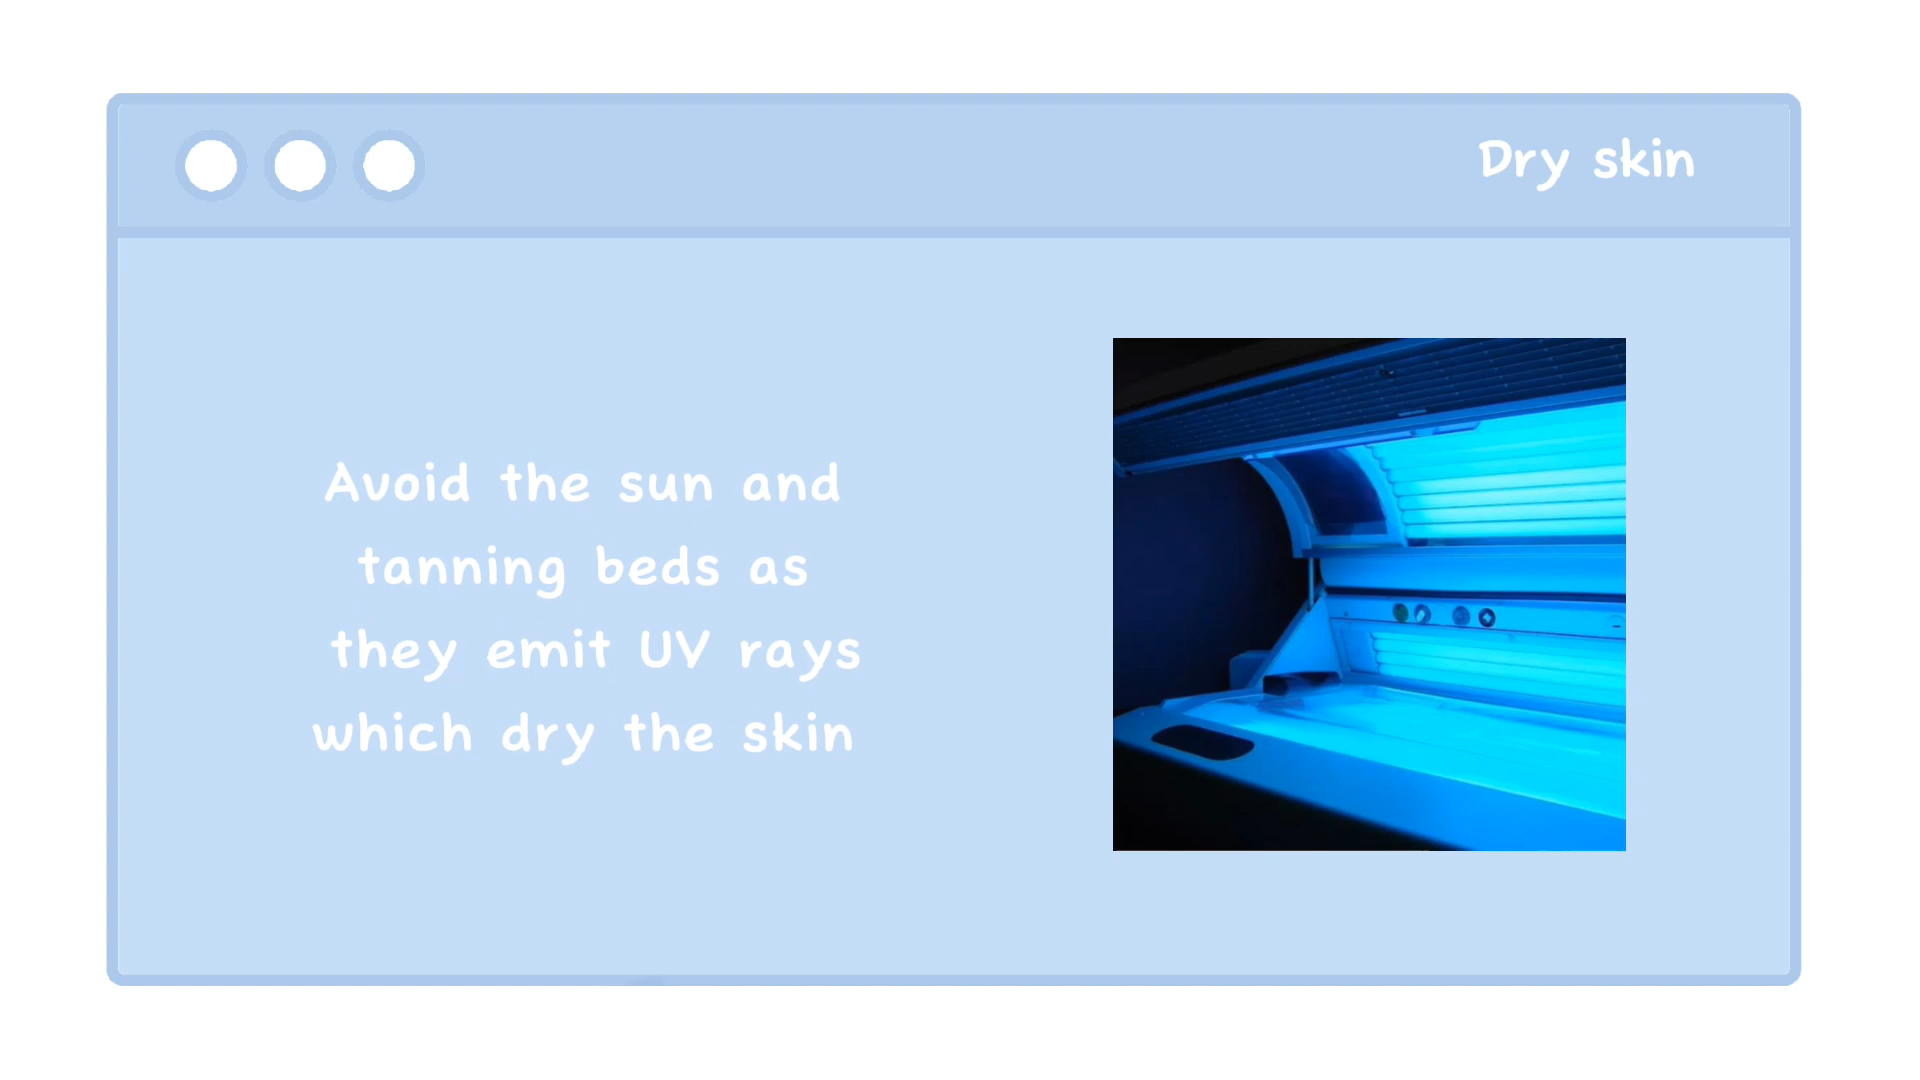 Dry skin
Avoid the sun and
tanning beds as
they emit UV rays
which dry the skin